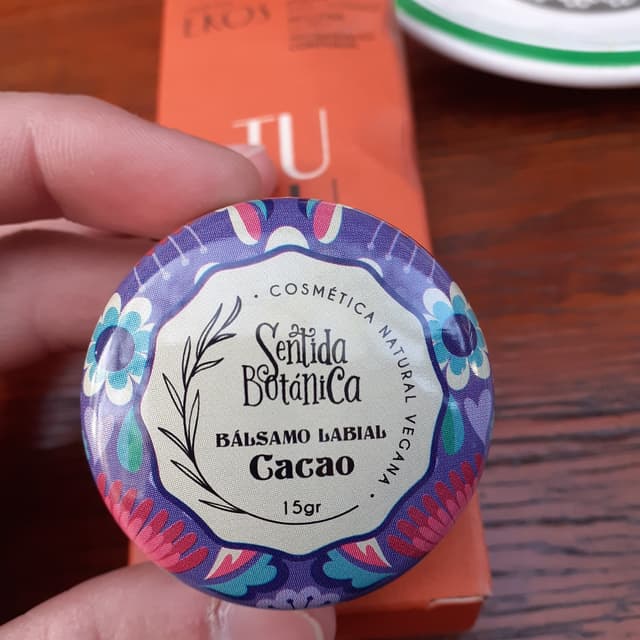 EROS
TU
· COSMÉTICA NATURAL VEGANA ·
Sentida
Botánica
BÁLSAMO LABIAL
Cacao
15gr